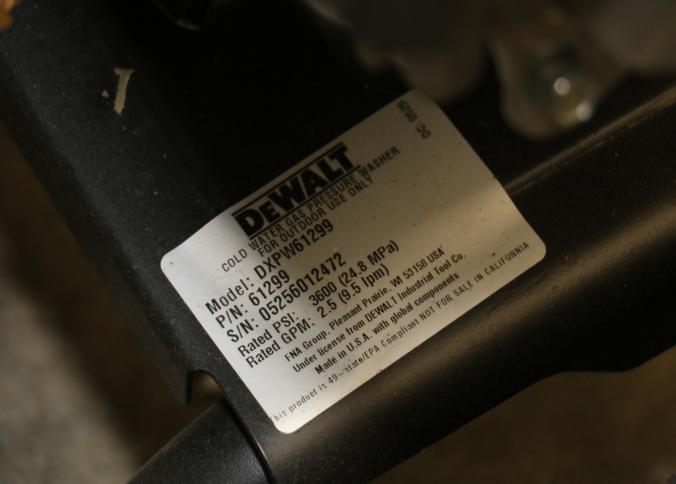 DEWALT
COLD WATER GAS PRESSURE WASHER
FOR OUTDOOR USE ONLY
Model: DXPW61299
P/N: 61299
S/N: 05256012472
Rated PSI: 3600 (24.8 MPa)
Rated GPM: 2.5 (9.5 lpm)
FNA Group, Pleasant Prairie, WI 53158 USA
Under license from DEWALT Industrial Tool Co.
Made in U.S.A. with global components
This product is 49-state/EPA Compliant NOT FOR SALE IN CALIFORNIA